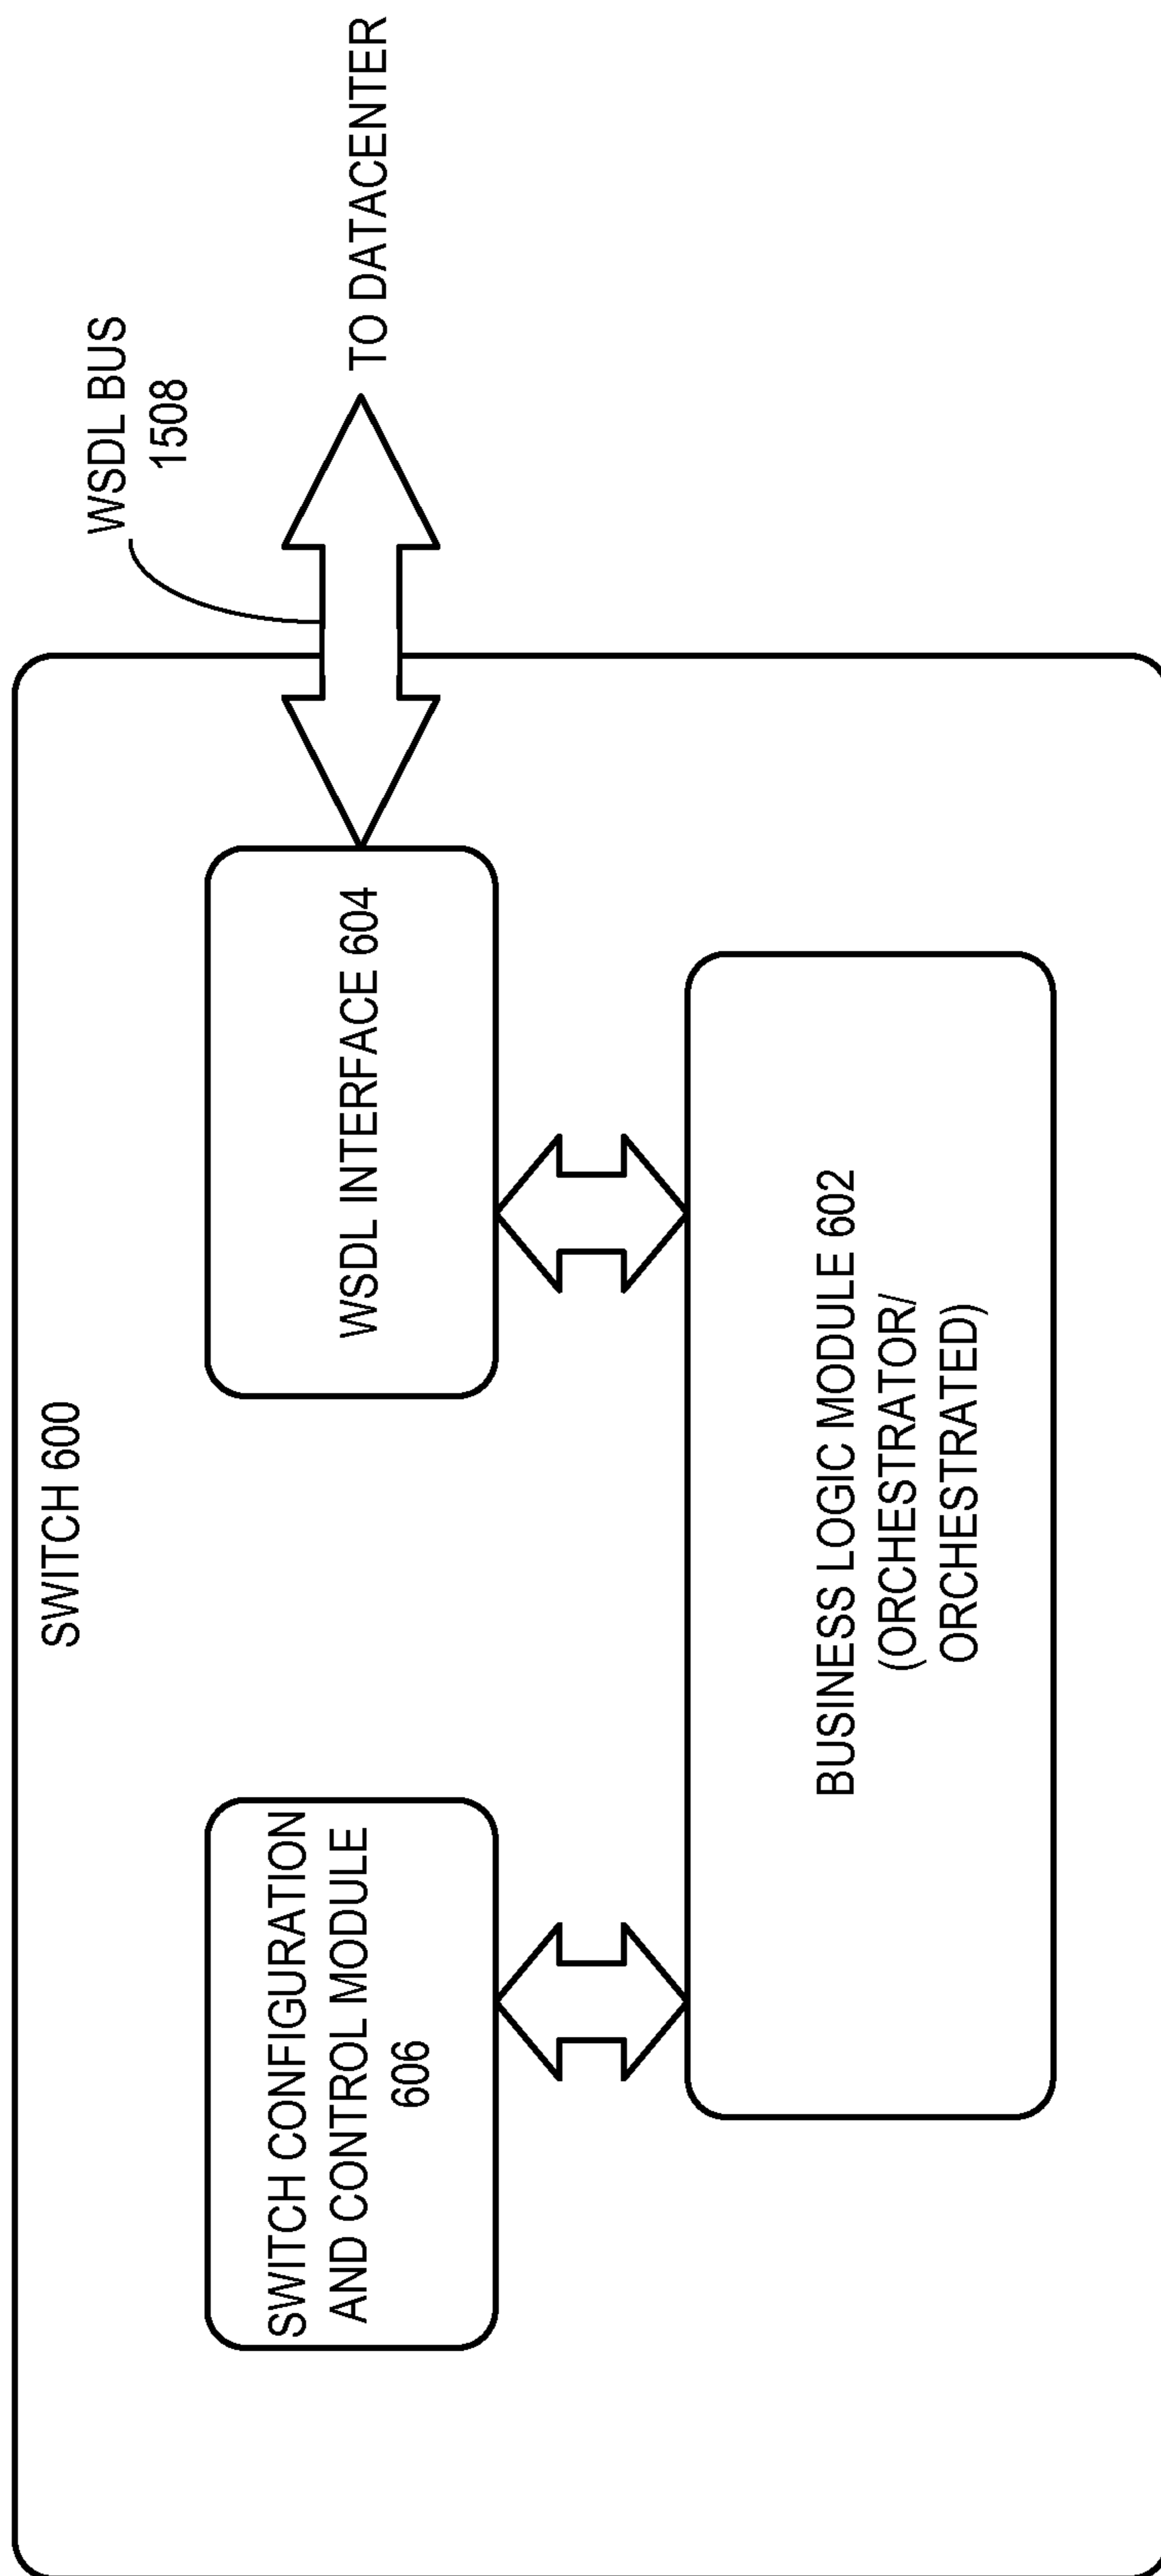 SWITCH 600
WSDL BUS
1508
TO DATACENTER
SWITCH CONFIGURATION
AND CONTROL MODULE
606
WSDL INTERFACE 604
BUSINESS LOGIC MODULE 602
(ORCHESTRATOR/
ORCHESTRATED)